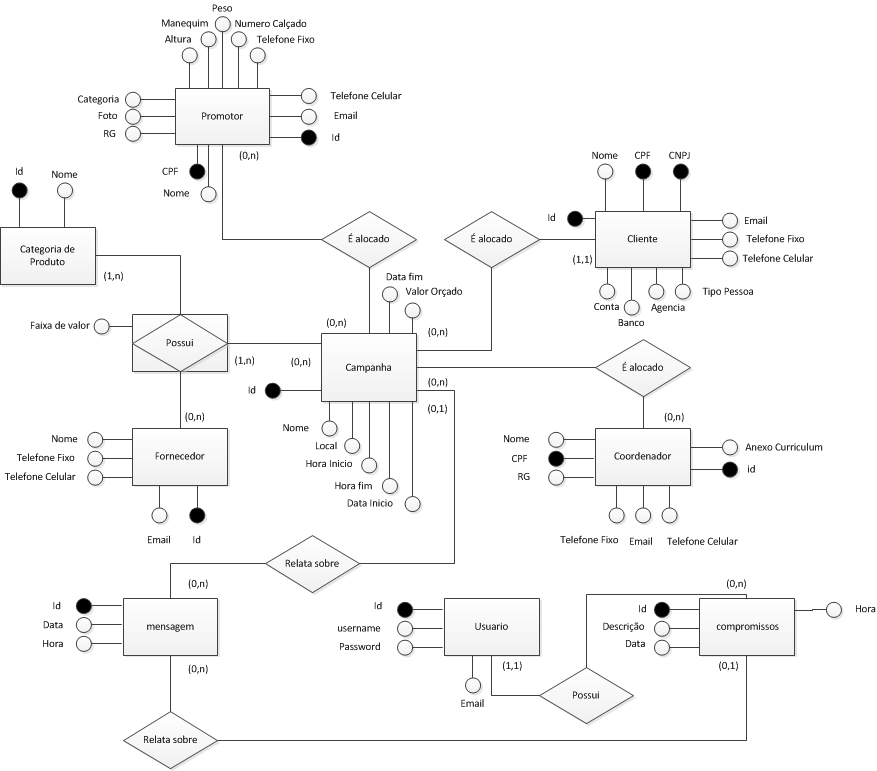 Peso
Manequim
Numero Calçado
Altura
Telefone Fixo
Categoria
Telefone Celular
Foto
Promotor
Email
RG
Id
(0,n)
CPF
Nome
Id
Nome
Categoria de
Produto
(1,n)
É alocado
É alocado
Nome
CPF
CNPJ
Id
Email
Cliente
Telefone Fixo
(1,1)
Telefone Celular
Conta
Banco
Agencia
Tipo Pessoa
Data fim
Valor Orçado
Faixa de valor
Possui
(1,n)
(0,n)
(0,n)
(0,n)
Campanha
(0,n)
(0,1)
Id
É alocado
(0,n)
Nome
Local
Hora Inicio
Hora fim
Data Inicio
(0,n)
Nome
Telefone Fixo
Fornecedor
Telefone Celular
Email
Id
Nome
CPF
Coordenador
RG
Anexo Curriculum
id
Telefone Fixo
Email
Telefone Celular
Relata sobre
(0,n)
Id
Data
mensagem
Hora
(0,n)
Id
username
Usuario
Password
(1,1)
Email
Possui
(0,n)
Id
Descrição
compromissos
Data
Hora
(0,1)
Relata sobre